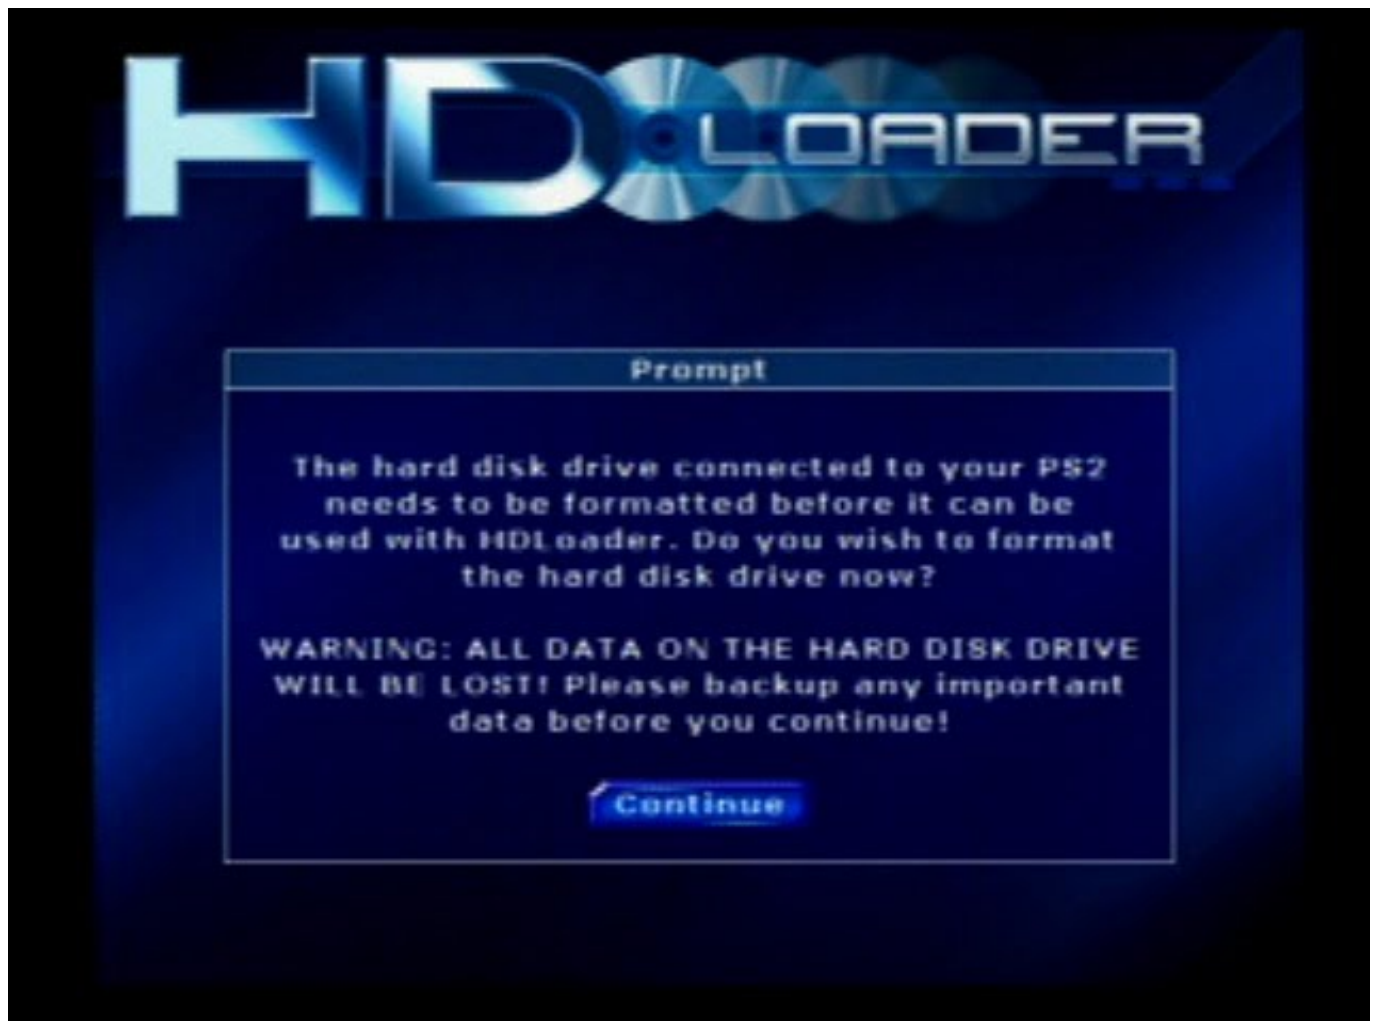 HD LOADER
Prompt
The hard disk drive connected to your PS2
needs to be formatted before it can be
used with HDLoader. Do you wish to format
the hard disk drive now?
WARNING: ALL DATA ON THE HARD DISK DRIVE
WILL BE LOST! Please backup any important
data before you continue!
Continue